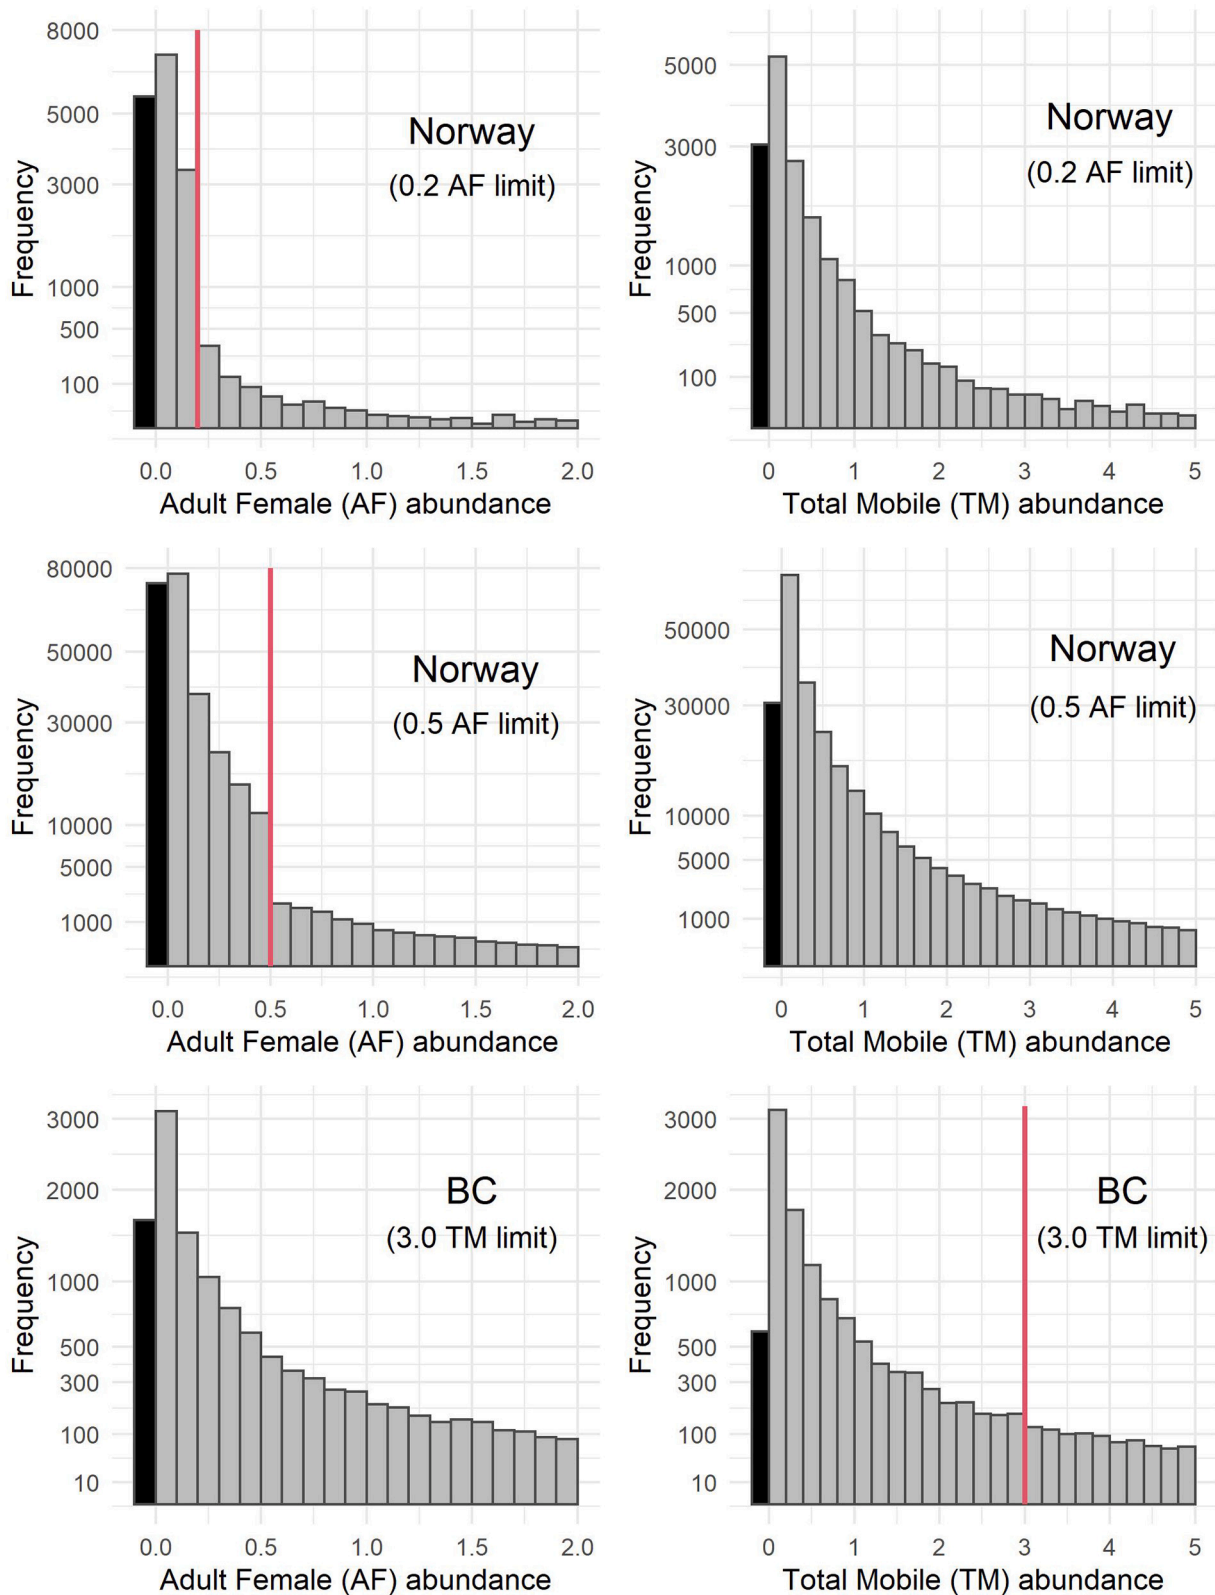 8000
5000
3000
1000
500
100
Frequency
Norway
(0.2 AF limit)
0.0 0.5 1.0 1.5 2.0
Adult Female (AF) abundance
5000
3000
1000
500
100
Frequency
Norway
(0.2 AF limit)
0 1 2 3 4 5
Total Mobile (TM) abundance
80000
50000
30000
10000
5000
1000
Frequency
Norway
(0.5 AF limit)
0.0 0.5 1.0 1.5 2.0
Adult Female (AF) abundance
50000
30000
10000
5000
1000
Frequency
Norway
(0.5 AF limit)
0 1 2 3 4 5
Total Mobile (TM) abundance
3000
2000
1000
500
300
100
10
Frequency
BC
(3.0 TM limit)
0.0 0.5 1.0 1.5 2.0
Adult Female (AF) abundance
3000
2000
1000
500
300
100
10
Frequency
BC
(3.0 TM limit)
0 1 2 3 4 5
Total Mobile (TM) abundance